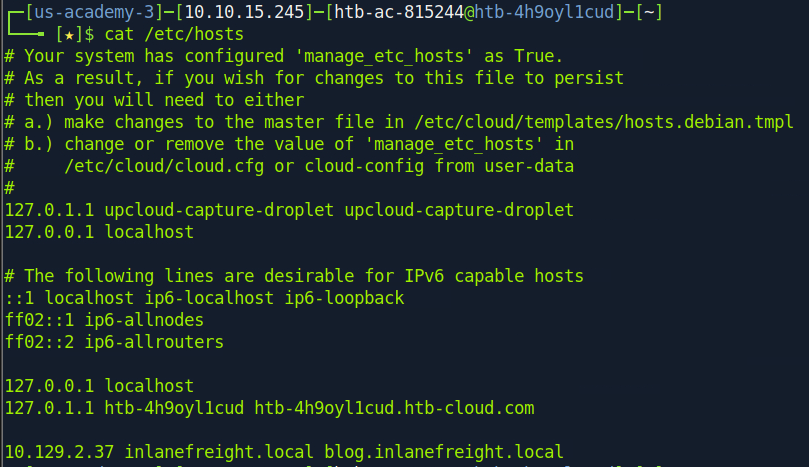 ┌─[us-academy-3]─[10.10.15.245]─[htb-ac-815244@htb-4h9oyl1cud]─[~]
└──╼ [★]$ cat /etc/hosts
# Your system has configured 'manage_etc_hosts' as True.
# As a result, if you wish for changes to this file to persist
# then you will need to either
# a.) make changes to the master file in /etc/cloud/templates/hosts.debian.tmpl
# b.) change or remove the value of 'manage_etc_hosts' in
#     /etc/cloud/cloud.cfg or cloud-config from user-data
#
127.0.1.1 upcloud-capture-droplet upcloud-capture-droplet
127.0.0.1 localhost
# The following lines are desirable for IPv6 capable hosts
::1 localhost ip6-localhost ip6-loopback
ff02::1 ip6-allnodes
ff02::2 ip6-allrouters
127.0.0.1 localhost
127.0.1.1 htb-4h9oyl1cud htb-4h9oyl1cud.htb-cloud.com
10.129.2.37 inlanefreight.local blog.inlanefreight.local